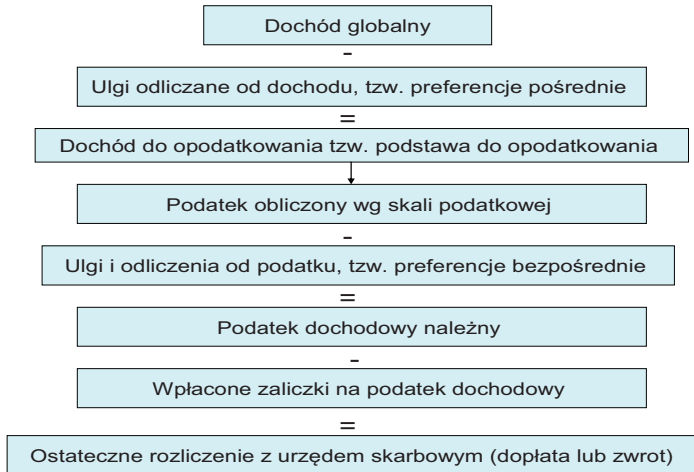 Dochód globalny
-
Ulgi odliczane od dochodu, tzw. preferencje pośrednie
=
Dochód do opodatkowania tzw. podstawa do opodatkowania
Podatek obliczony wg skali podatkowej
-
Ulgi i odliczenia od podatku, tzw. preferencje bezpośrednie
=
Podatek dochodowy należny
-
Wpłacone zaliczki na podatek dochodowy
=
Ostateczne rozliczenie z urzędem skarbowym (dopłata lub zwrot)